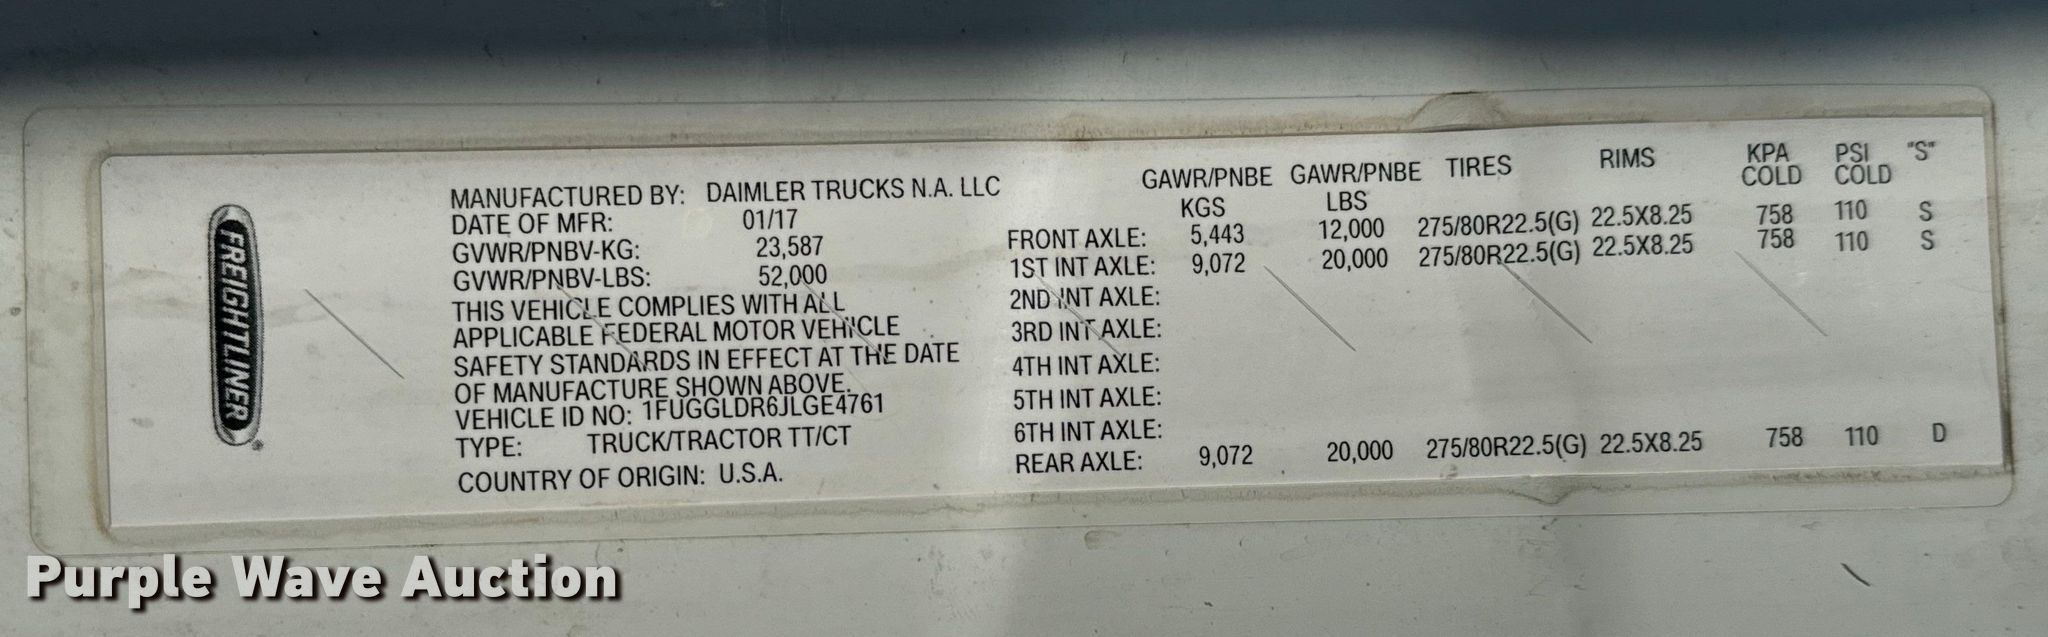 FREIGHTLINER®
MANUFACTURED BY: DAIMLER TRUCKS N.A. LLC
DATE OF MFR: 01/17
GVWR/PNBV-KG: 23,587
GVWR/PNBV-LBS: 52,000
THIS VEHICLE COMPLIES WITH ALL
APPLICABLE FEDERAL MOTOR VEHICLE
SAFETY STANDARDS IN EFFECT AT THE DATE
OF MANUFACTURE SHOWN ABOVE.
VEHICLE ID NO: 1FUGGLDR6JLGE4761
TYPE: TRUCK/TRACTOR TT/CT
COUNTRY OF ORIGIN: U.S.A.
GAWR/PNBE GAWR/PNBE TIRES RIMS KPA PSI "S"
KGS LBS COLD COLD
FRONT AXLE: 5,443 12,000 275/80R22.5(G) 22.5X8.25 758 110 S
1ST INT AXLE: 9,072 20,000 275/80R22.5(G) 22.5X8.25 758 110 S
2ND INT AXLE:
3RD INT AXLE:
4TH INT AXLE:
5TH INT AXLE:
6TH INT AXLE:
REAR AXLE: 9,072 20,000 275/80R22.5(G) 22.5X8.25 758 110 D
Purple Wave Auction